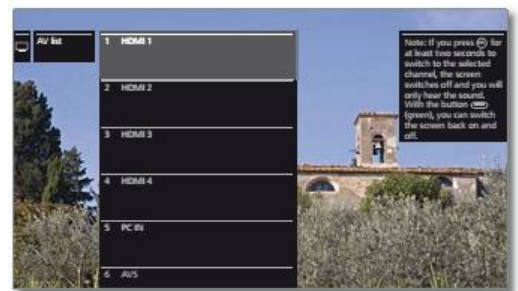 AV list
1 HDMI 1
2 HDMI 2
3 HDMI 3
4 HDMI 4
5 PC IN
6 AVS
Note: If you press for
at least two seconds to
switch to the selected
channel, the screen
switches off and you will
only hear the sound.
With the button
(green), you can switch
the screen back on and
off.